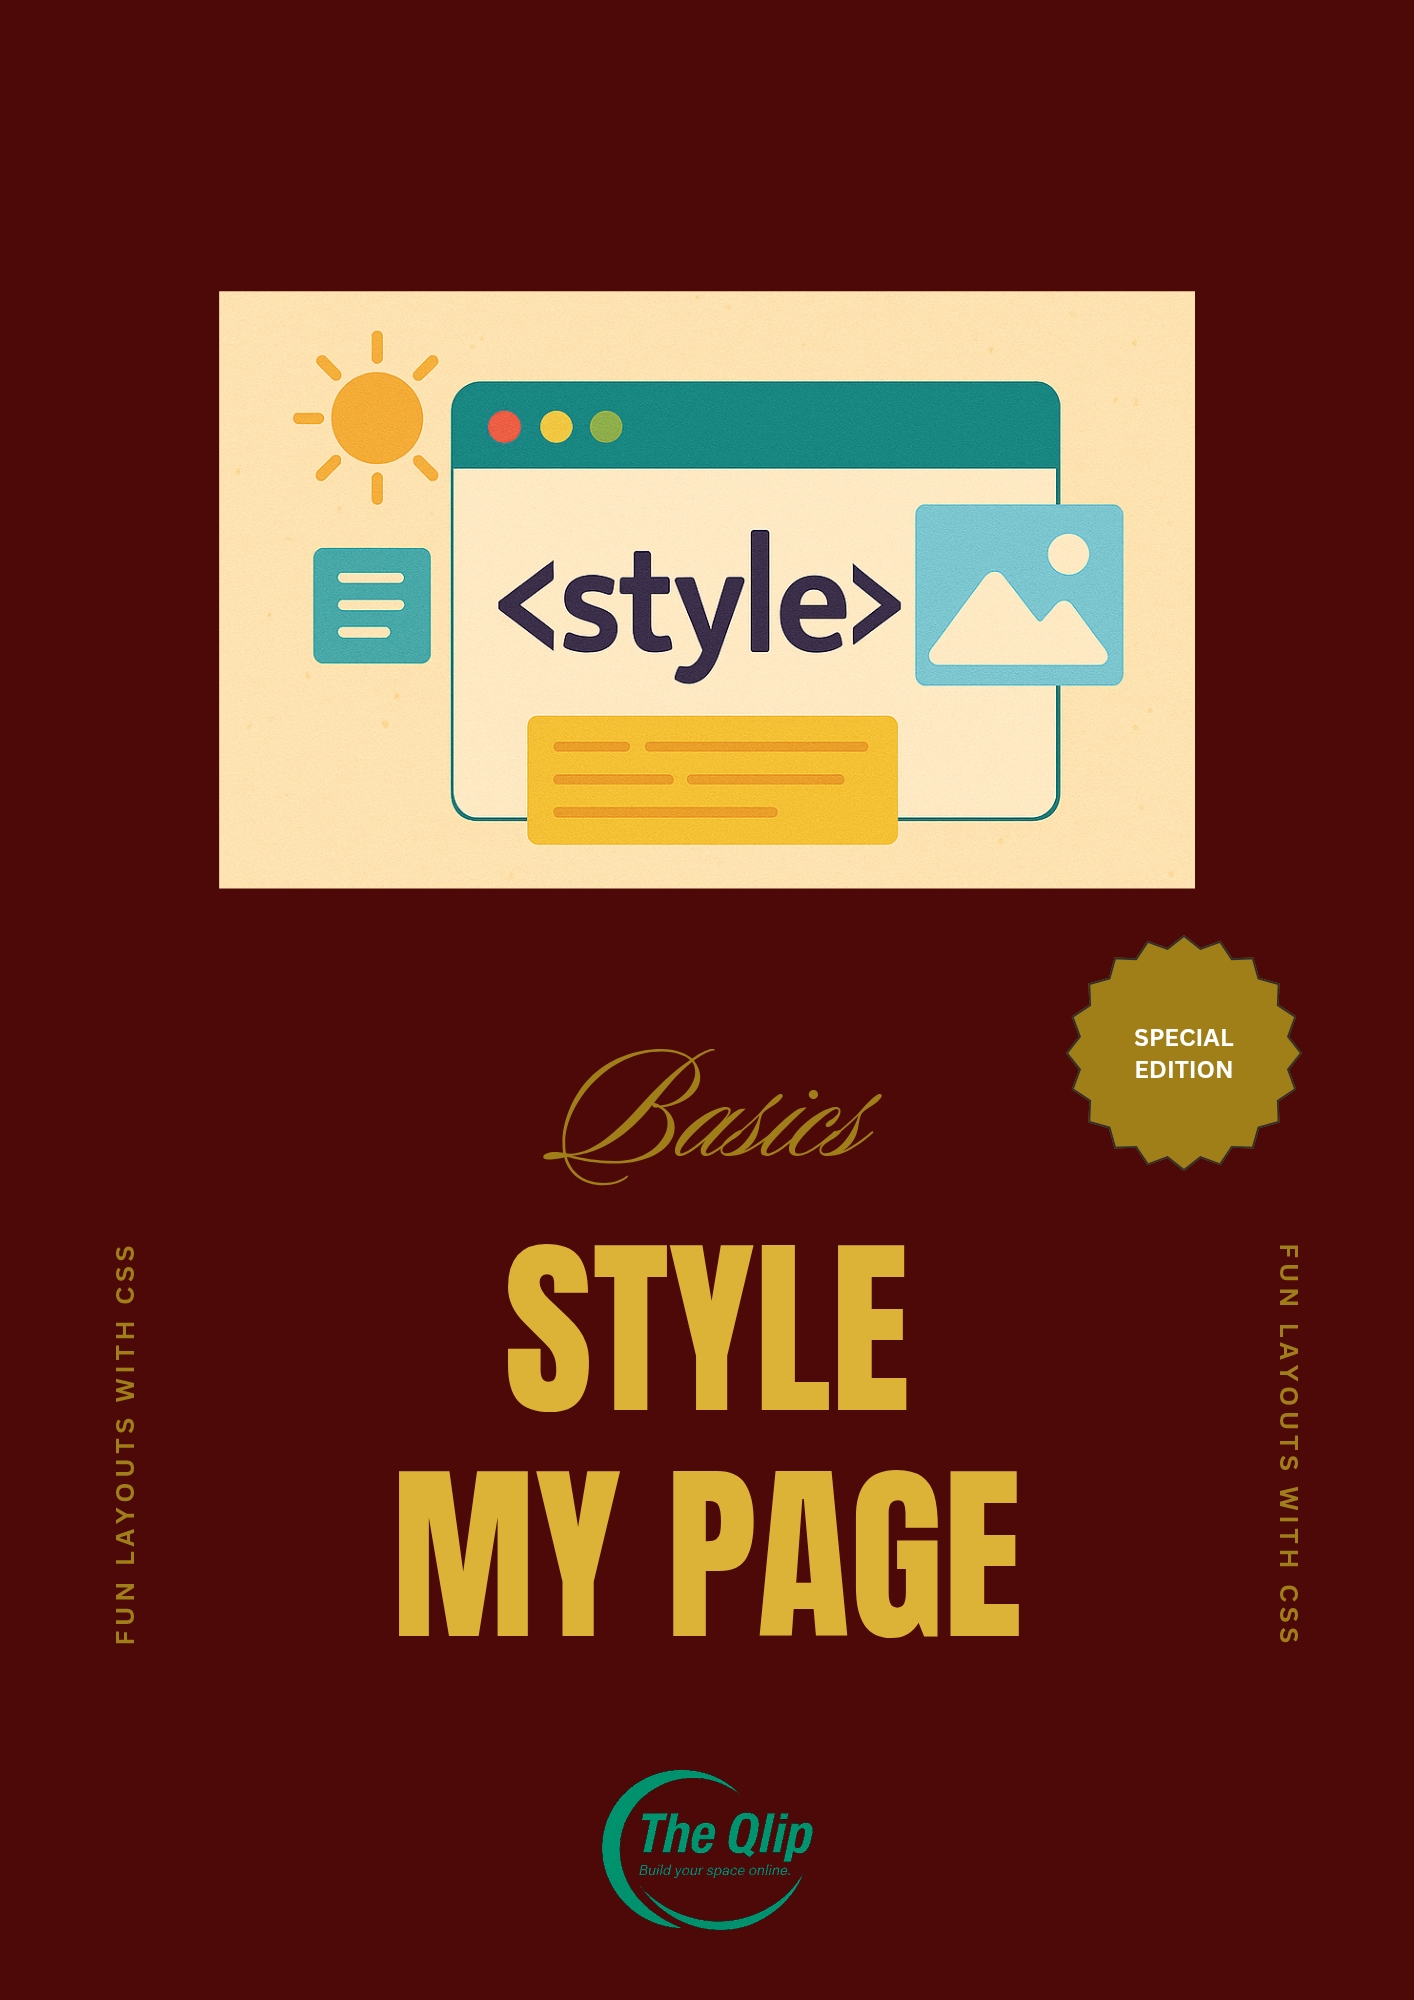 <style>
SPECIAL
EDITION
Basics
FUN LAYOUTS WITH CSS
STYLE
MY PAGE
FUN LAYOUTS WITH CSS
The Qlip
Build your space online.